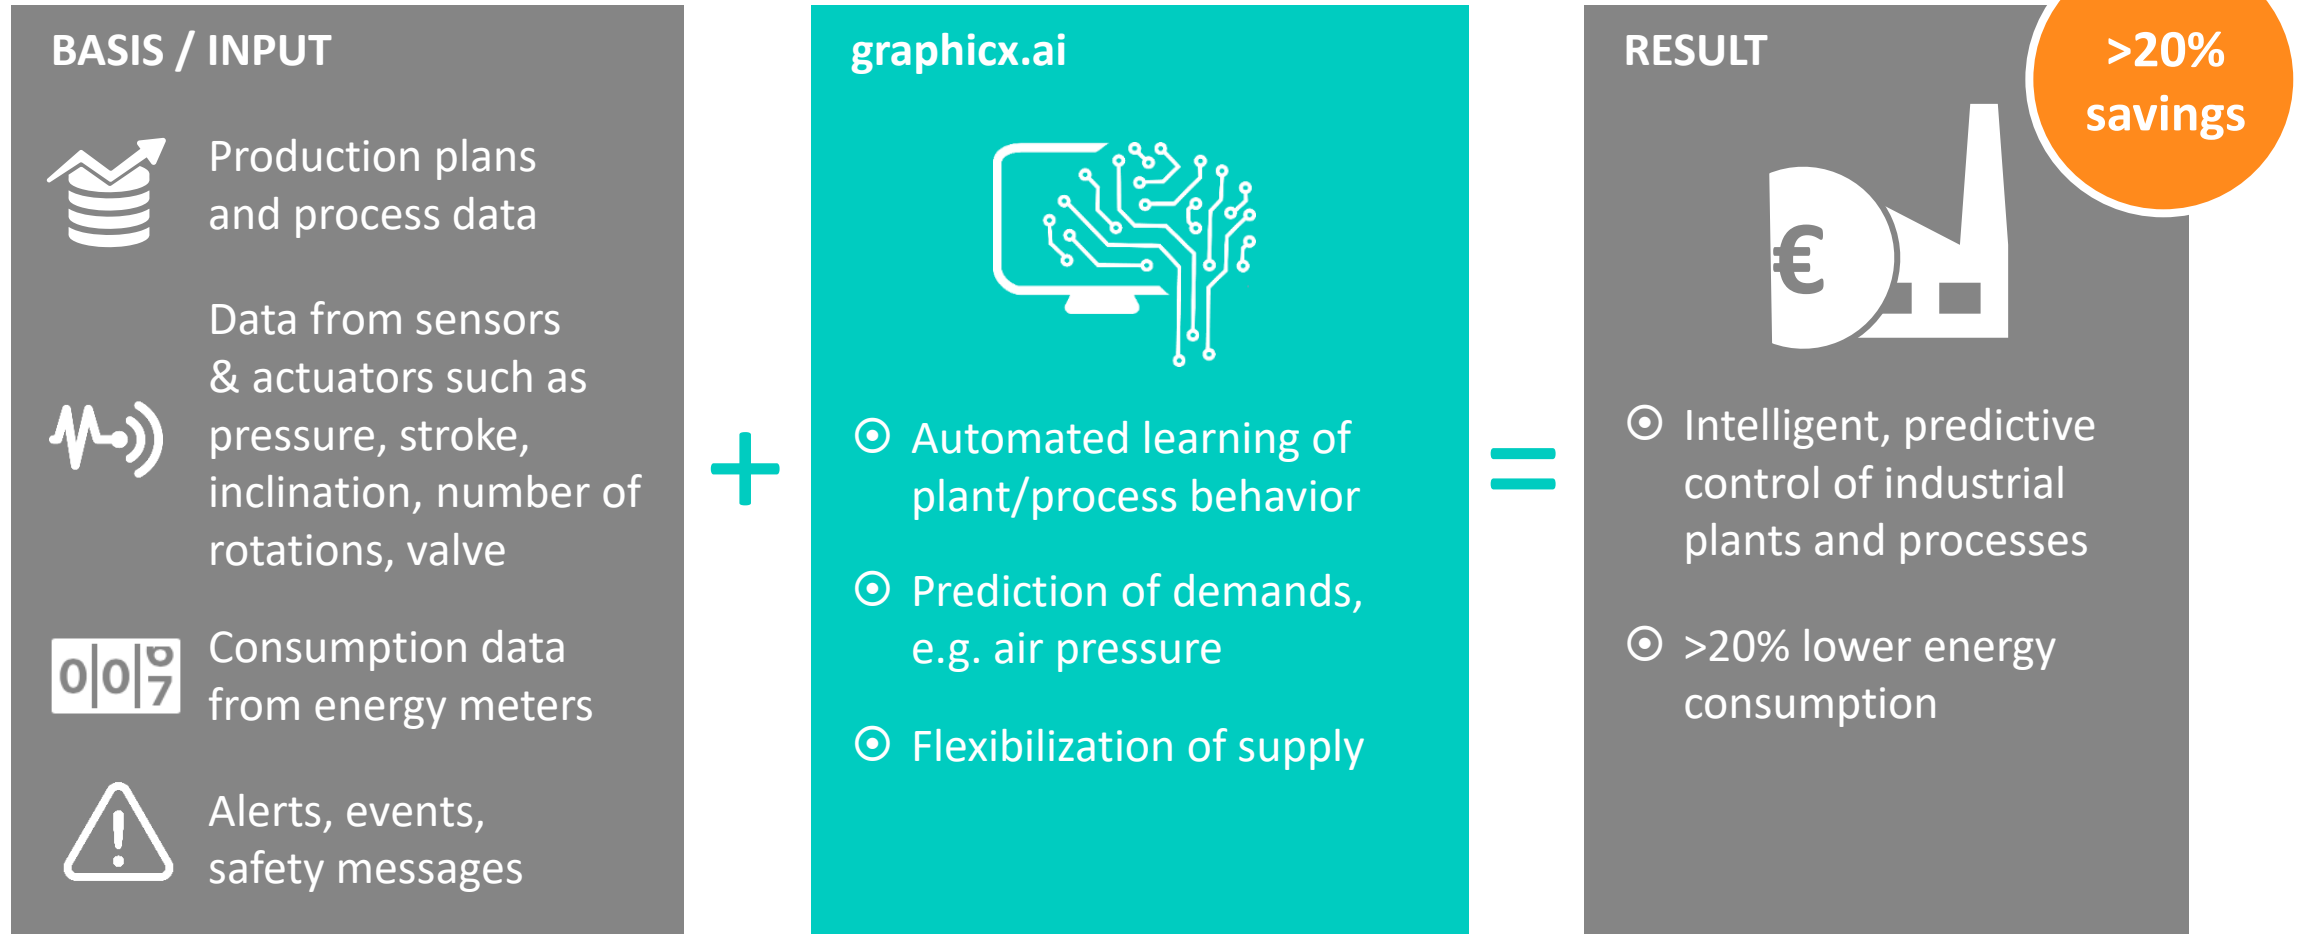 BASIS / INPUT
Production plans
and process data
Data from sensors
& actuators such as
pressure, stroke,
inclination, number of
rotations, valve
007
Consumption data
from energy meters
Alerts, events,
safety messages
+
graphicx.ai
Automated learning of
plant/process behavior
Prediction of demands,
e.g. air pressure
Flexibilization of supply
=
RESULT
>20%
savings
€
Intelligent, predictive
control of industrial
plants and processes
>20% lower energy
consumption